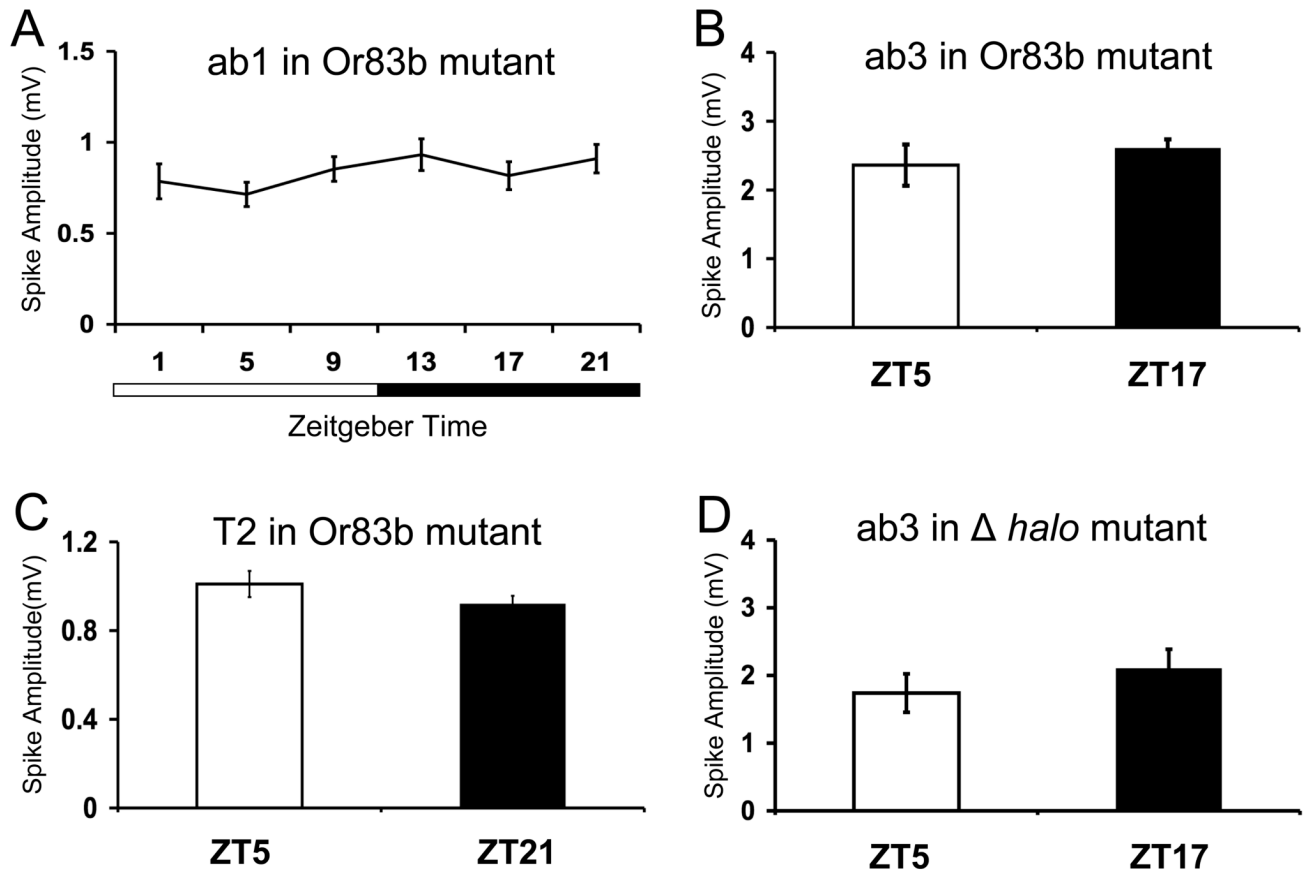 A
ab1 in Or83b mutant
Spike Amplitude (mV)
1.5
1
0.5
0
1 5 9 13 17 21
Zeitgeber Time
B
ab3 in Or83b mutant
Spike Amplitude (mV)
4
3
2
1
0
ZT5 ZT17
C
T2 in Or83b mutant
Spike Amplitude(mV)
1.2
0.8
0.4
0
ZT5 ZT21
D
ab3 in Δ halo mutant
Spike Amplitude (mV)
4
3
2
1
0
ZT5 ZT17